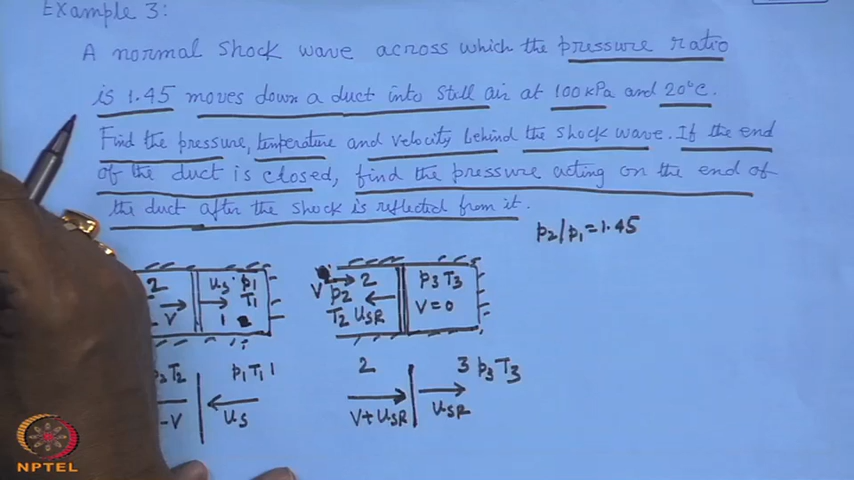 Example 3:
A normal shock wave across which the pressure ratio
is 1.45 moves down a duct into still air at 100 kPa and 20°C.
Find the pressure, temperature and velocity behind the shock wave. If the end
of the duct is closed, find the pressure acting on the end of
the duct after the shock is reflected from it.
p2/p1 = 1.45
2 us p1
V T1
1 2
V 2 p3 T3
p2 V=0
T2 usR
T2 p1 T1 1
-V us
2 3 p3 T3
V+usR usR
NPTEL